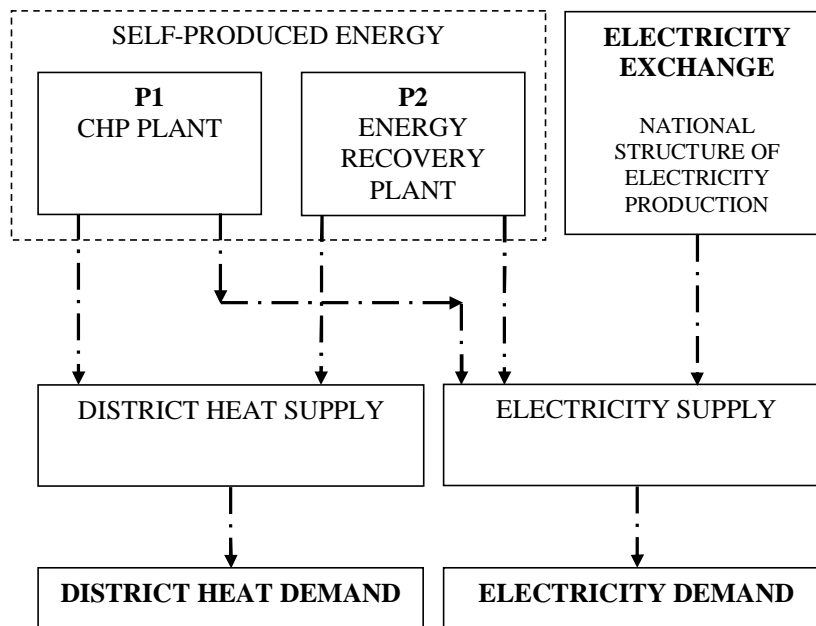 SELF-PRODUCED ENERGY
P1
CHP PLANT
P2
ENERGY
RECOVERY
PLANT
ELECTRICITY
EXCHANGE
NATIONAL
STRUCTURE OF
ELECTRICITY
PRODUCTION
DISTRICT HEAT SUPPLY
ELECTRICITY SUPPLY
DISTRICT HEAT DEMAND
ELECTRICITY DEMAND